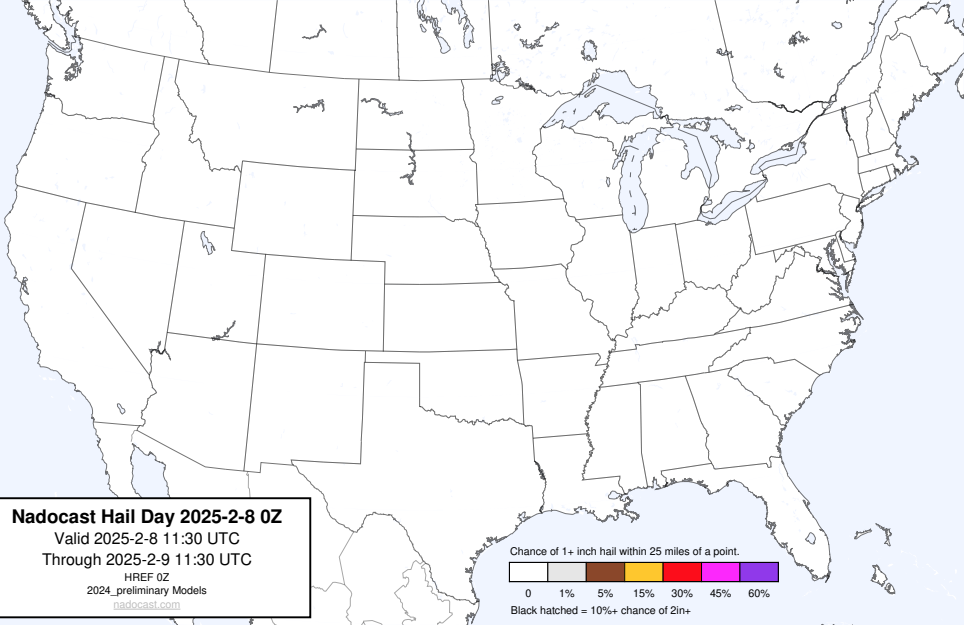 Nadocast Hail Day 2025-2-8 0Z
Valid 2025-2-8 11:30 UTC
Through 2025-2-9 11:30 UTC
HREF 0Z
2024_preliminary Models
nadocast.com
Chance of 1+ inch hail within 25 miles of a point.
0 1% 5% 15% 30% 45% 60%
Black hatched = 10%+ chance of 2in+